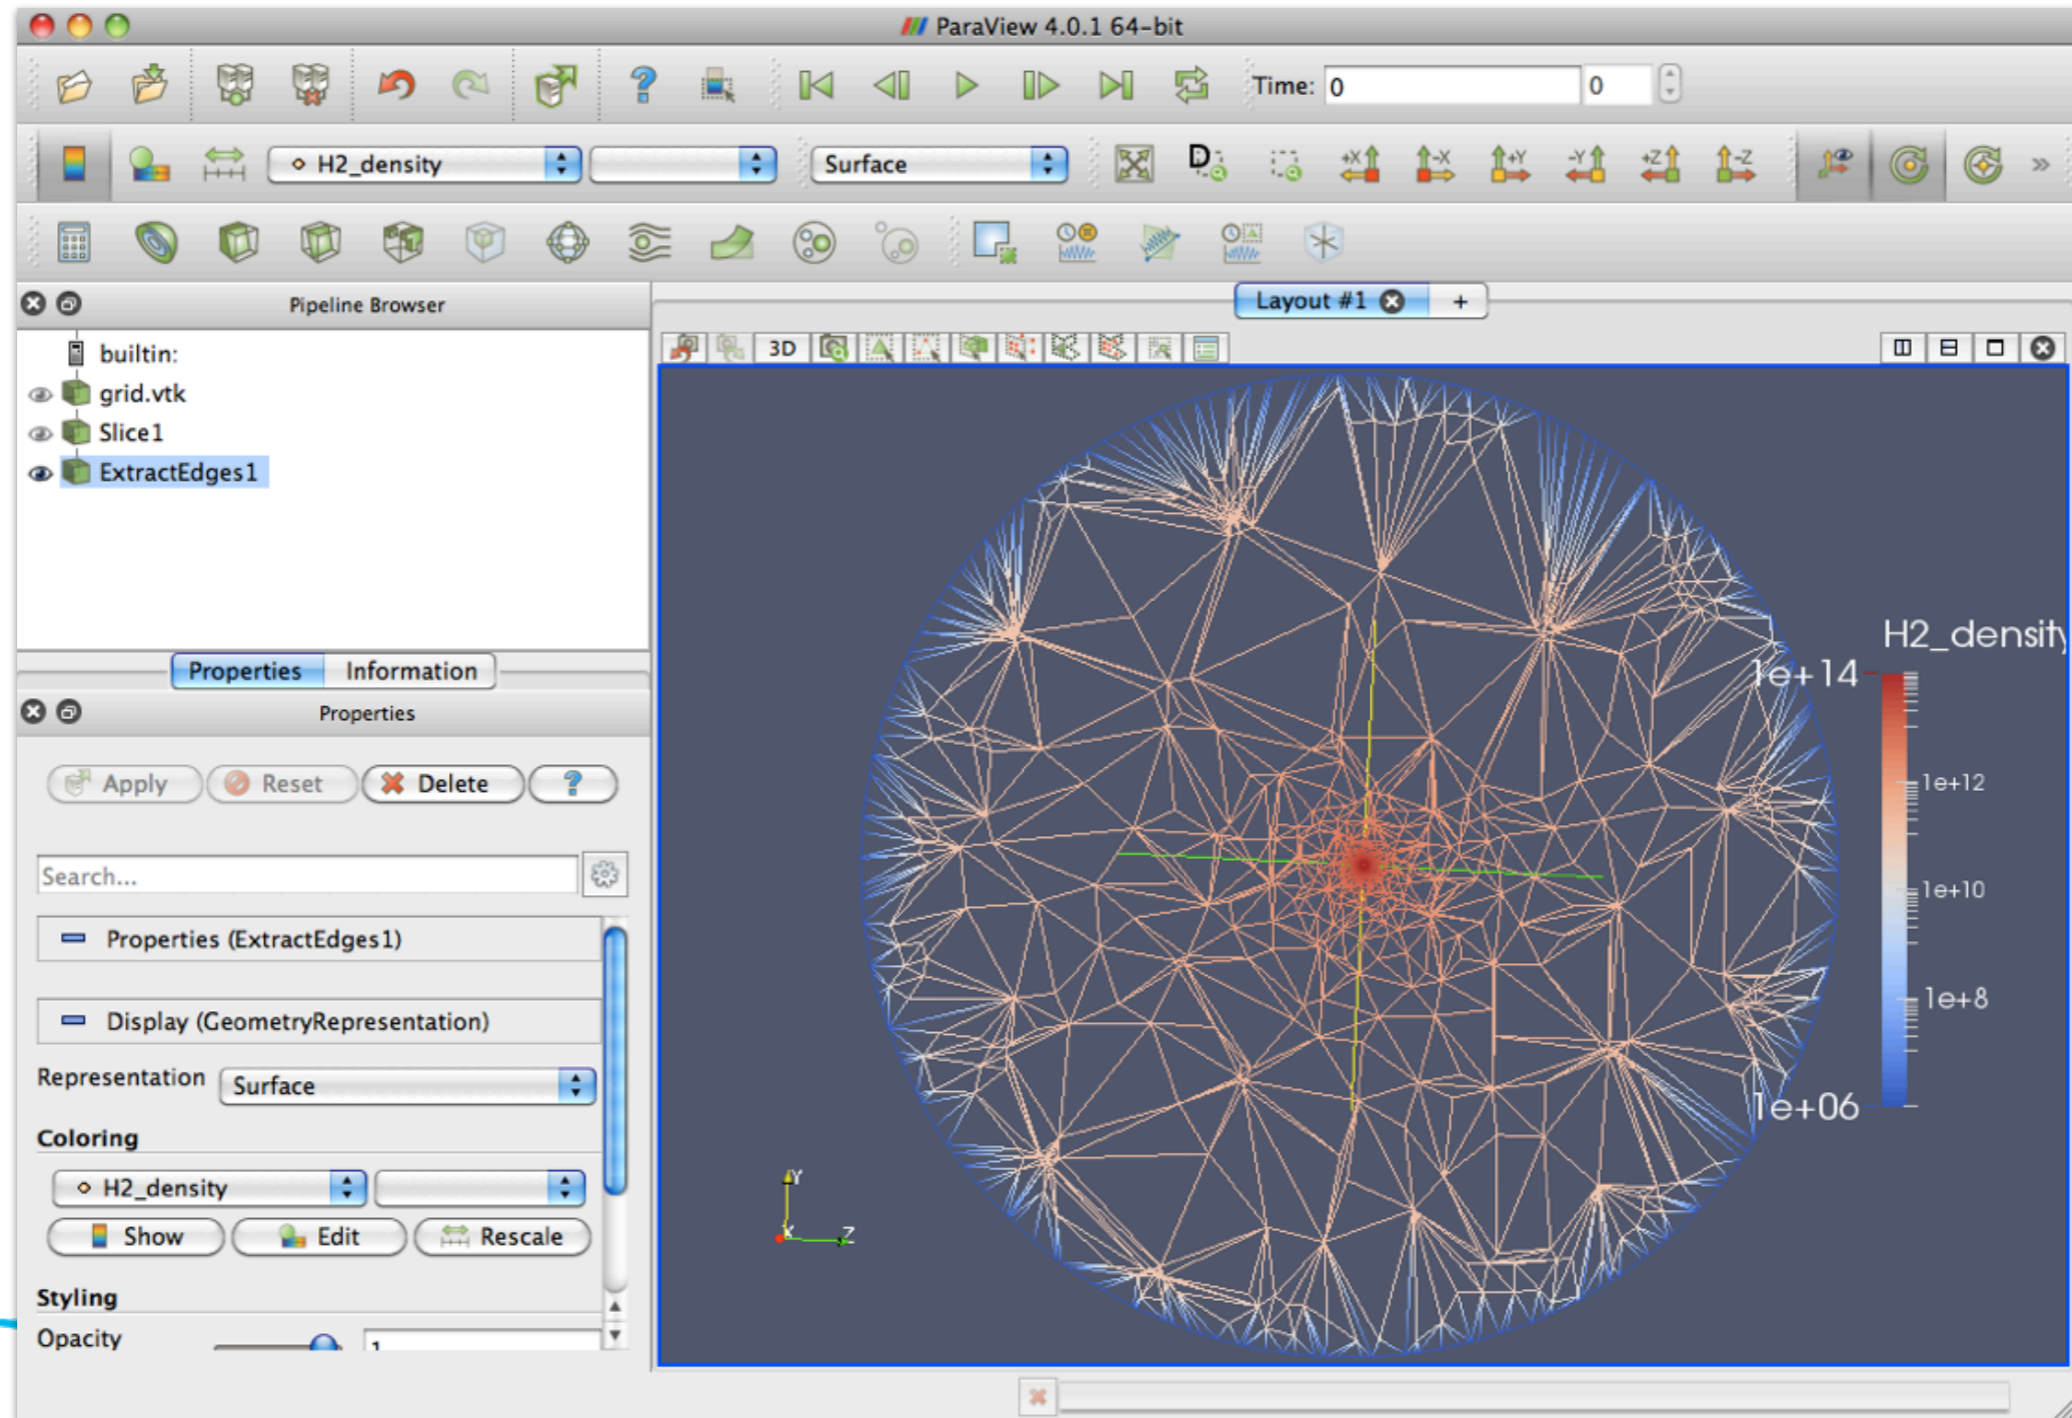 ParaView 4.0.1 64-bit
Time: 0 0
H2_density Surface
D +X -X +Y -Y +Z -Z
Pipeline Browser
Layout #1 +
builtin:
3D
grid.vtk
Slice1
ExtractEdges1
Properties Information
Properties
Apply Reset Delete ?
Search...
Properties (ExtractEdges1)
Display (GeometryRepresentation)
Representation Surface
Coloring
H2_density
Show Edit Rescale
Styling
Opacity 1
H2_density
1e+14
1e+12
1e+10
1e+8
1e+06
Y
X Z